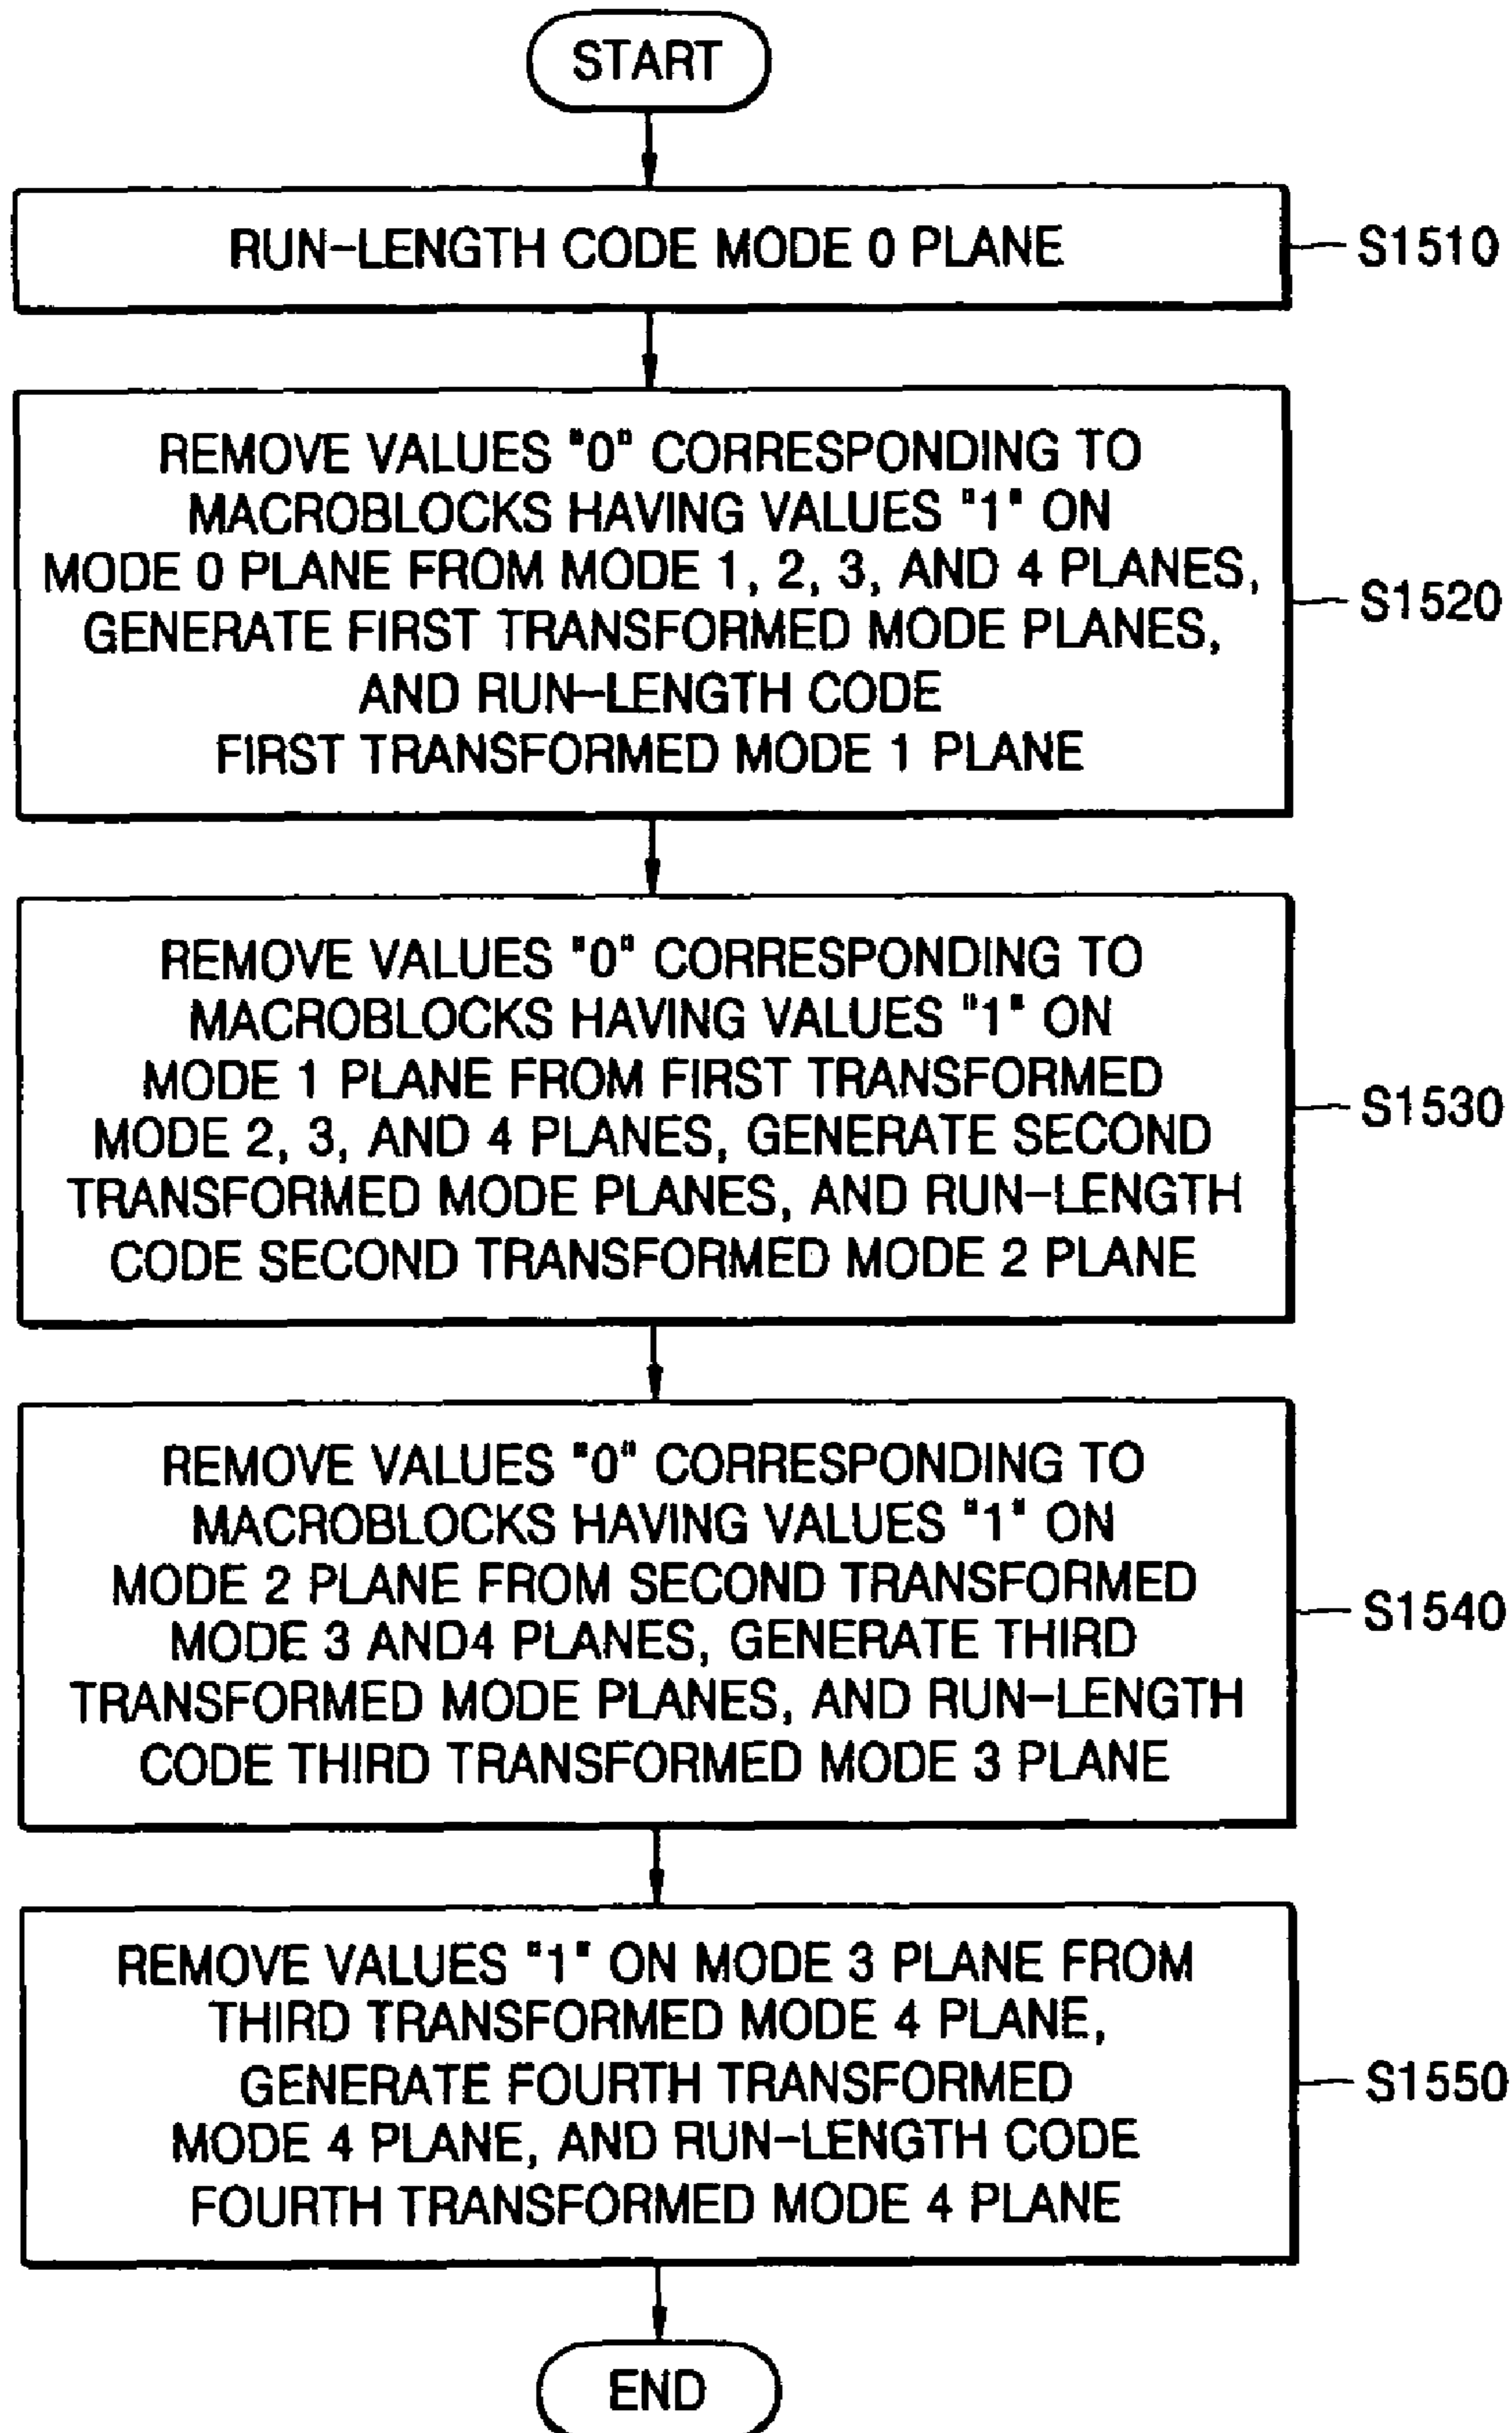 START
RUN-LENGTH CODE MODE 0 PLANE
S1510
REMOVE VALUES "0" CORRESPONDING TO
MACROBLOCKS HAVING VALUES "1" ON
MODE 0 PLANE FROM MODE 1, 2, 3, AND 4 PLANES,
GENERATE FIRST TRANSFORMED MODE PLANES,
AND RUN-LENGTH CODE
FIRST TRANSFORMED MODE 1 PLANE
S1520
REMOVE VALUES "0" CORRESPONDING TO
MACROBLOCKS HAVING VALUES "1" ON
MODE 1 PLANE FROM FIRST TRANSFORMED
MODE 2, 3, AND 4 PLANES, GENERATE SECOND
TRANSFORMED MODE PLANES, AND RUN-LENGTH
CODE SECOND TRANSFORMED MODE 2 PLANE
S1530
REMOVE VALUES "0" CORRESPONDING TO
MACROBLOCKS HAVING VALUES "1" ON
MODE 2 PLANE FROM SECOND TRANSFORMED
MODE 3 AND4 PLANES, GENERATE THIRD
TRANSFORMED MODE PLANES, AND RUN-LENGTH
CODE THIRD TRANSFORMED MODE 3 PLANE
S1540
REMOVE VALUES "1" ON MODE 3 PLANE FROM
THIRD TRANSFORMED MODE 4 PLANE,
GENERATE FOURTH TRANSFORMED
MODE 4 PLANE, AND RUN-LENGTH CODE
FOURTH TRANSFORMED MODE 4 PLANE
S1550
END